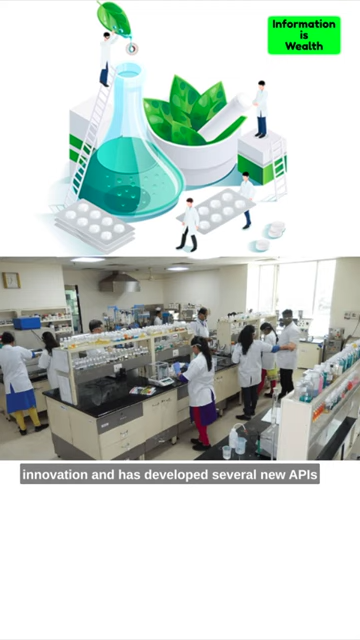 Information
is
Wealth
innovation and has developed several new APIs